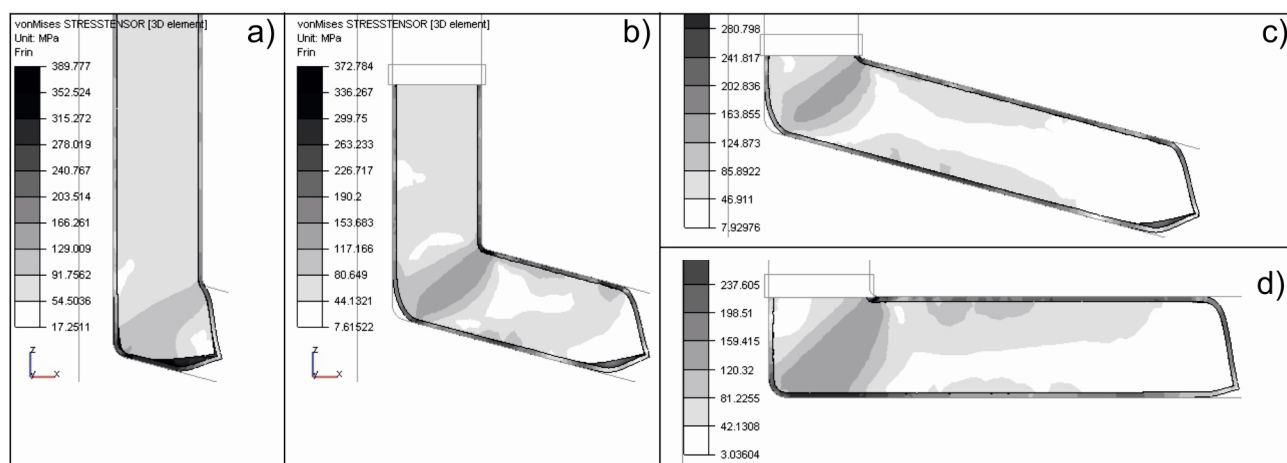 vonMises STRESSTENSOR [3D element]
Unit: MPa
Frin
a)
389.777
352.524
315.272
278.019
240.767
203.514
166.261
129.009
91.7562
54.5036
17.2511
z
y
x
vonMises STRESSTENSOR [3D element]
Unit: MPa
Frin
b)
372.784
336.267
299.75
263.233
226.717
190.2
153.683
117.166
80.649
44.1321
7.61522
z
y
x
c)
280.798
241.817
202.836
163.855
124.873
85.8922
46.911
7.92976
d)
237.605
198.51
159.415
120.32
81.2255
42.1308
3.03604